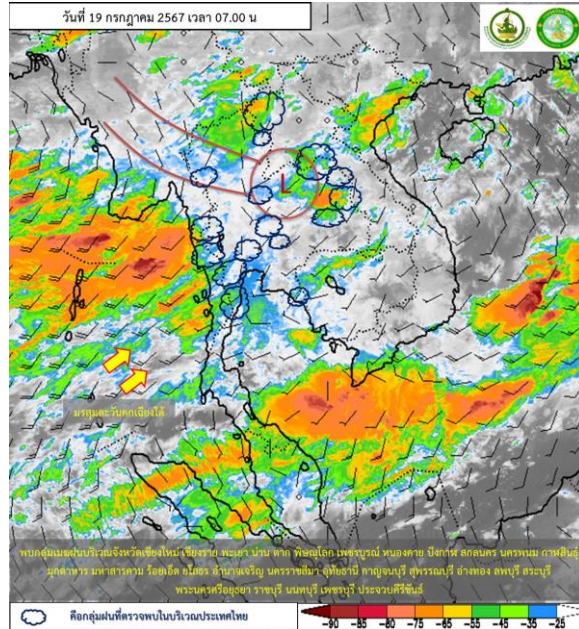 วันที่ 19 กรกฎาคม 2567 เวลา 07.00 น
L
มรสุมตะวันตกเฉียงใต้
พบกลุ่มเมฆฝนบริเวณจังหวัดเชียงใหม่ เชียงราย พะเยา น่าน ตาก พิษณุโลก เพชรบูรณ์ หนองคาย บึงกาฬ สกลนคร นครพนม กาฬสินธุ์
มุกดาหาร มหาสารคาม ร้อยเอ็ด ยโสธร อำนาจเจริญ นครราชสีมา อุทัยธานี กาญจนบุรี สุพรรณบุรี อ่างทอง ลพบุรี สระบุรี
พระนครศรีอยุธยา ราชบุรี นนทบุรี เพชรบุรี ประจวบคีรีขันธ์
คือกลุ่มฝนที่ตรวจพบในบริเวณประเทศไทย
-90 -85 -80 -75 -65 -55 -45 -35 -25